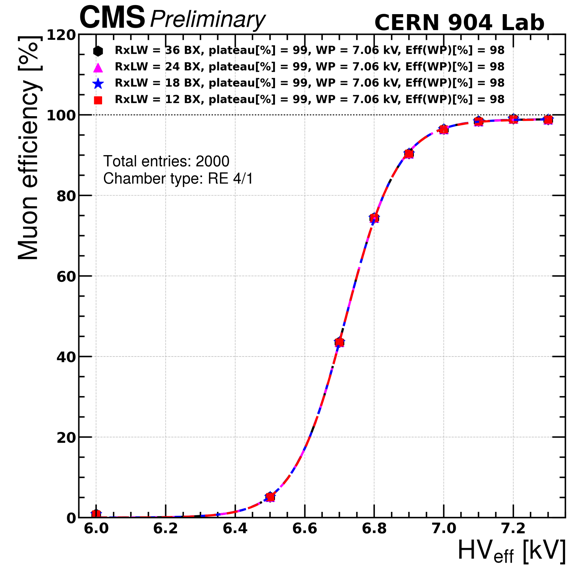 CMS Preliminary CERN 904 Lab
120
RxLW = 36 BX, plateau[%] = 99, WP = 7.06 kV, Eff(WP)[%] = 98
RxLW = 24 BX, plateau[%] = 99, WP = 7.06 kV, Eff(WP)[%] = 98
RxLW = 18 BX, plateau[%] = 99, WP = 7.06 kV, Eff(WP)[%] = 98
RxLW = 12 BX, plateau[%] = 99, WP = 7.06 kV, Eff(WP)[%] = 98
100
Total entries: 2000
Chamber type: RE 4/1
80
60
40
20
0
Muon efficiency [%]
6.0 6.2 6.4 6.6 6.8 7.0 7.2
HVeff [kV]